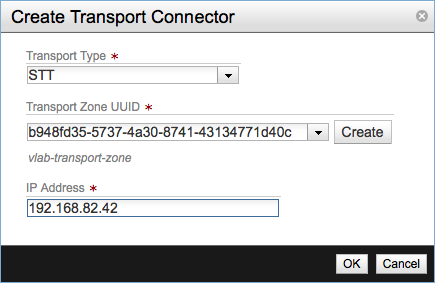 Create Transport Connector
Transport Type *
STT
Transport Zone UUID *
b948fd35-5737-4a30-8741-43134771d40c Create
vlab-transport-zone
IP Address *
192.168.82.42
OK Cancel